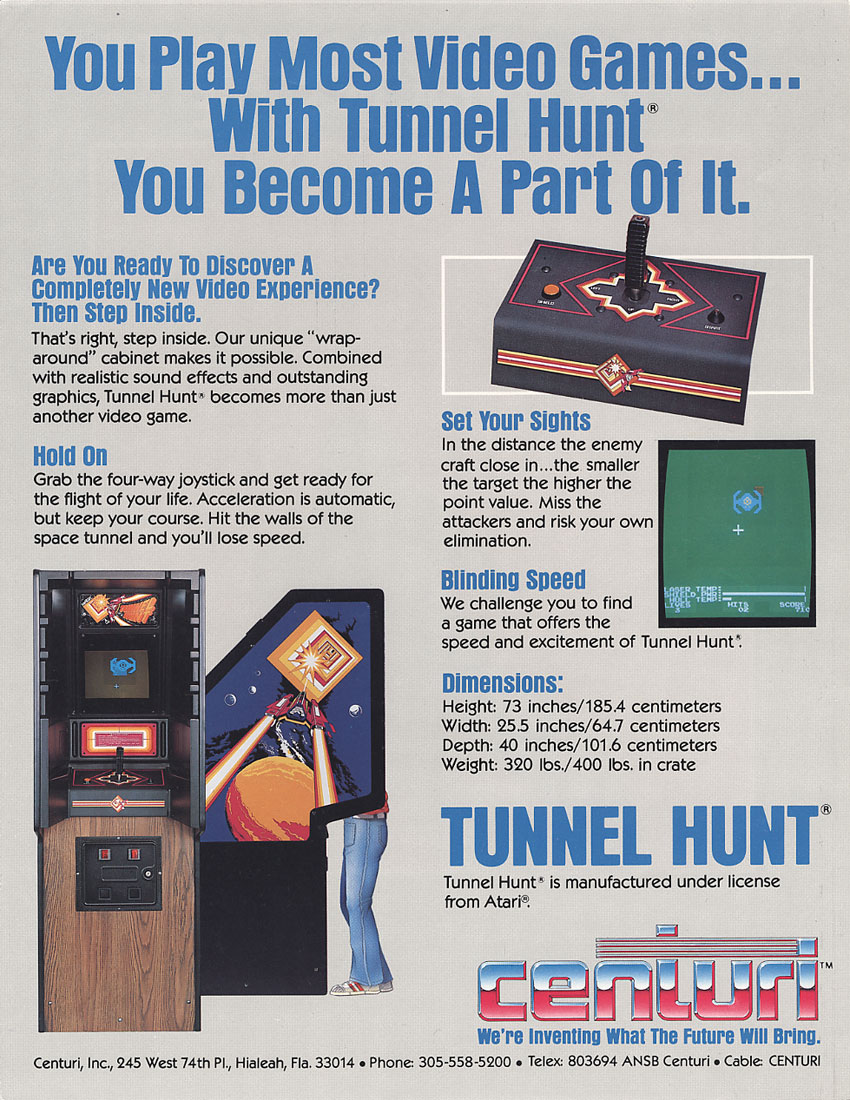 You Play Most Video Games...
With Tunnel Hunt®
You Become A Part Of It.
Are You Ready To Discover A
Completely New Video Experience?
Then Step Inside.
That's right, step inside. Our unique "wrap-
around" cabinet makes it possible. Combined
with realistic sound effects and outstanding
graphics, Tunnel Hunt® becomes more than just
another video game.
Hold On
Grab the four-way joystick and get ready for
the flight of your life. Acceleration is automatic,
but keep your course. Hit the walls of the
space tunnel and you'll lose speed.
SHIELD
LEFT
UP
RIGHT
START
Set Your Sights
In the distance the enemy
craft close in...the smaller
the target the higher the
point value. Miss the
attackers and risk your own
elimination.
LASER TEMP:
SHIELD PWR:
HULL TEMP:
LIVES HITS SCORE
3 02 710
Blinding Speed
We challenge you to find
a game that offers the
speed and excitement of Tunnel Hunt®.
Dimensions:
Height: 73 inches/185.4 centimeters
Width: 25.5 inches/64.7 centimeters
Depth: 40 inches/101.6 centimeters
Weight: 320 lbs./400 lbs. in crate
TUNNEL HUNT®
Tunnel Hunt® is manufactured under license
from Atari®.
centuri™
We're Inventing What The Future Will Bring.
Centuri, Inc., 245 West 74th Pl., Hialeah, Fla. 33014 • Phone: 305-558-5200 • Telex: 803694 ANSB Centuri • Cable: CENTURI